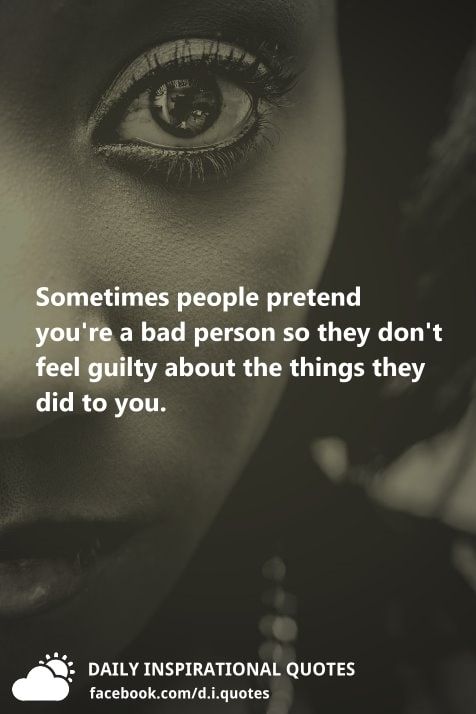 Sometimes people pretend
you're a bad person so they don't
feel guilty about the things they
did to you.
DAILY INSPIRATIONAL QUOTES
facebook.com/d.i.quotes